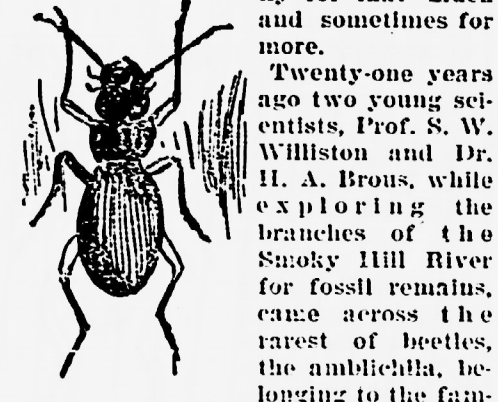 and sometimes for
more.
Twenty-one years
ago two young sci-
entists, Prof. S. W.
Williston and Dr.
H. A. Brous, while
exploring the
branches of the
Smoky Hill River
for fossil remains,
came across the
rarest of beetles,
the amblichila, be-
longing to the fam-